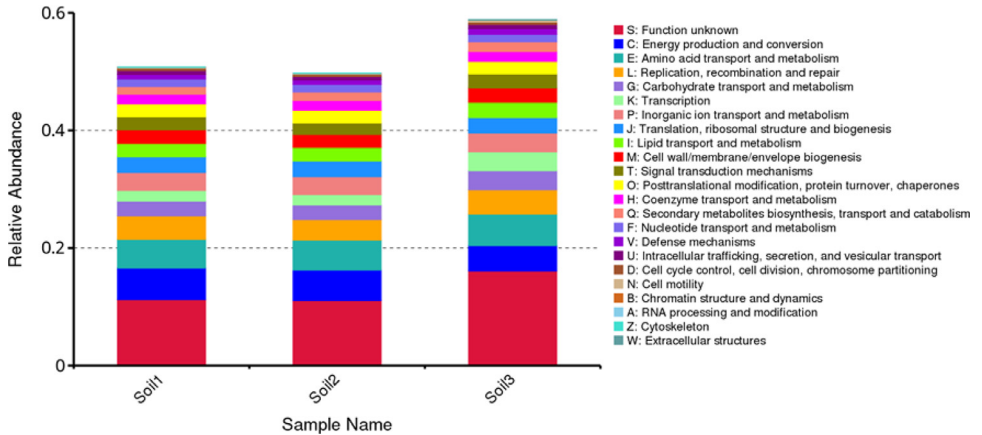 0.6
0.4
0.2
0
Relative Abundance
Soil1
Soil2
Soil3
Sample Name
S: Function unknown
C: Energy production and conversion
E: Amino acid transport and metabolism
L: Replication, recombination and repair
G: Carbohydrate transport and metabolism
K: Transcription
P: Inorganic ion transport and metabolism
J: Translation, ribosomal structure and biogenesis
I: Lipid transport and metabolism
M: Cell wall/membrane/envelope biogenesis
T: Signal transduction mechanisms
O: Posttranslational modification, protein turnover, chaperones
H: Coenzyme transport and metabolism
Q: Secondary metabolites biosynthesis, transport and catabolism
F: Nucleotide transport and metabolism
V: Defense mechanisms
U: Intracellular trafficking, secretion, and vesicular transport
D: Cell cycle control, cell division, chromosome partitioning
N: Cell motility
B: Chromatin structure and dynamics
A: RNA processing and modification
Z: Cytoskeleton
W: Extracellular structures